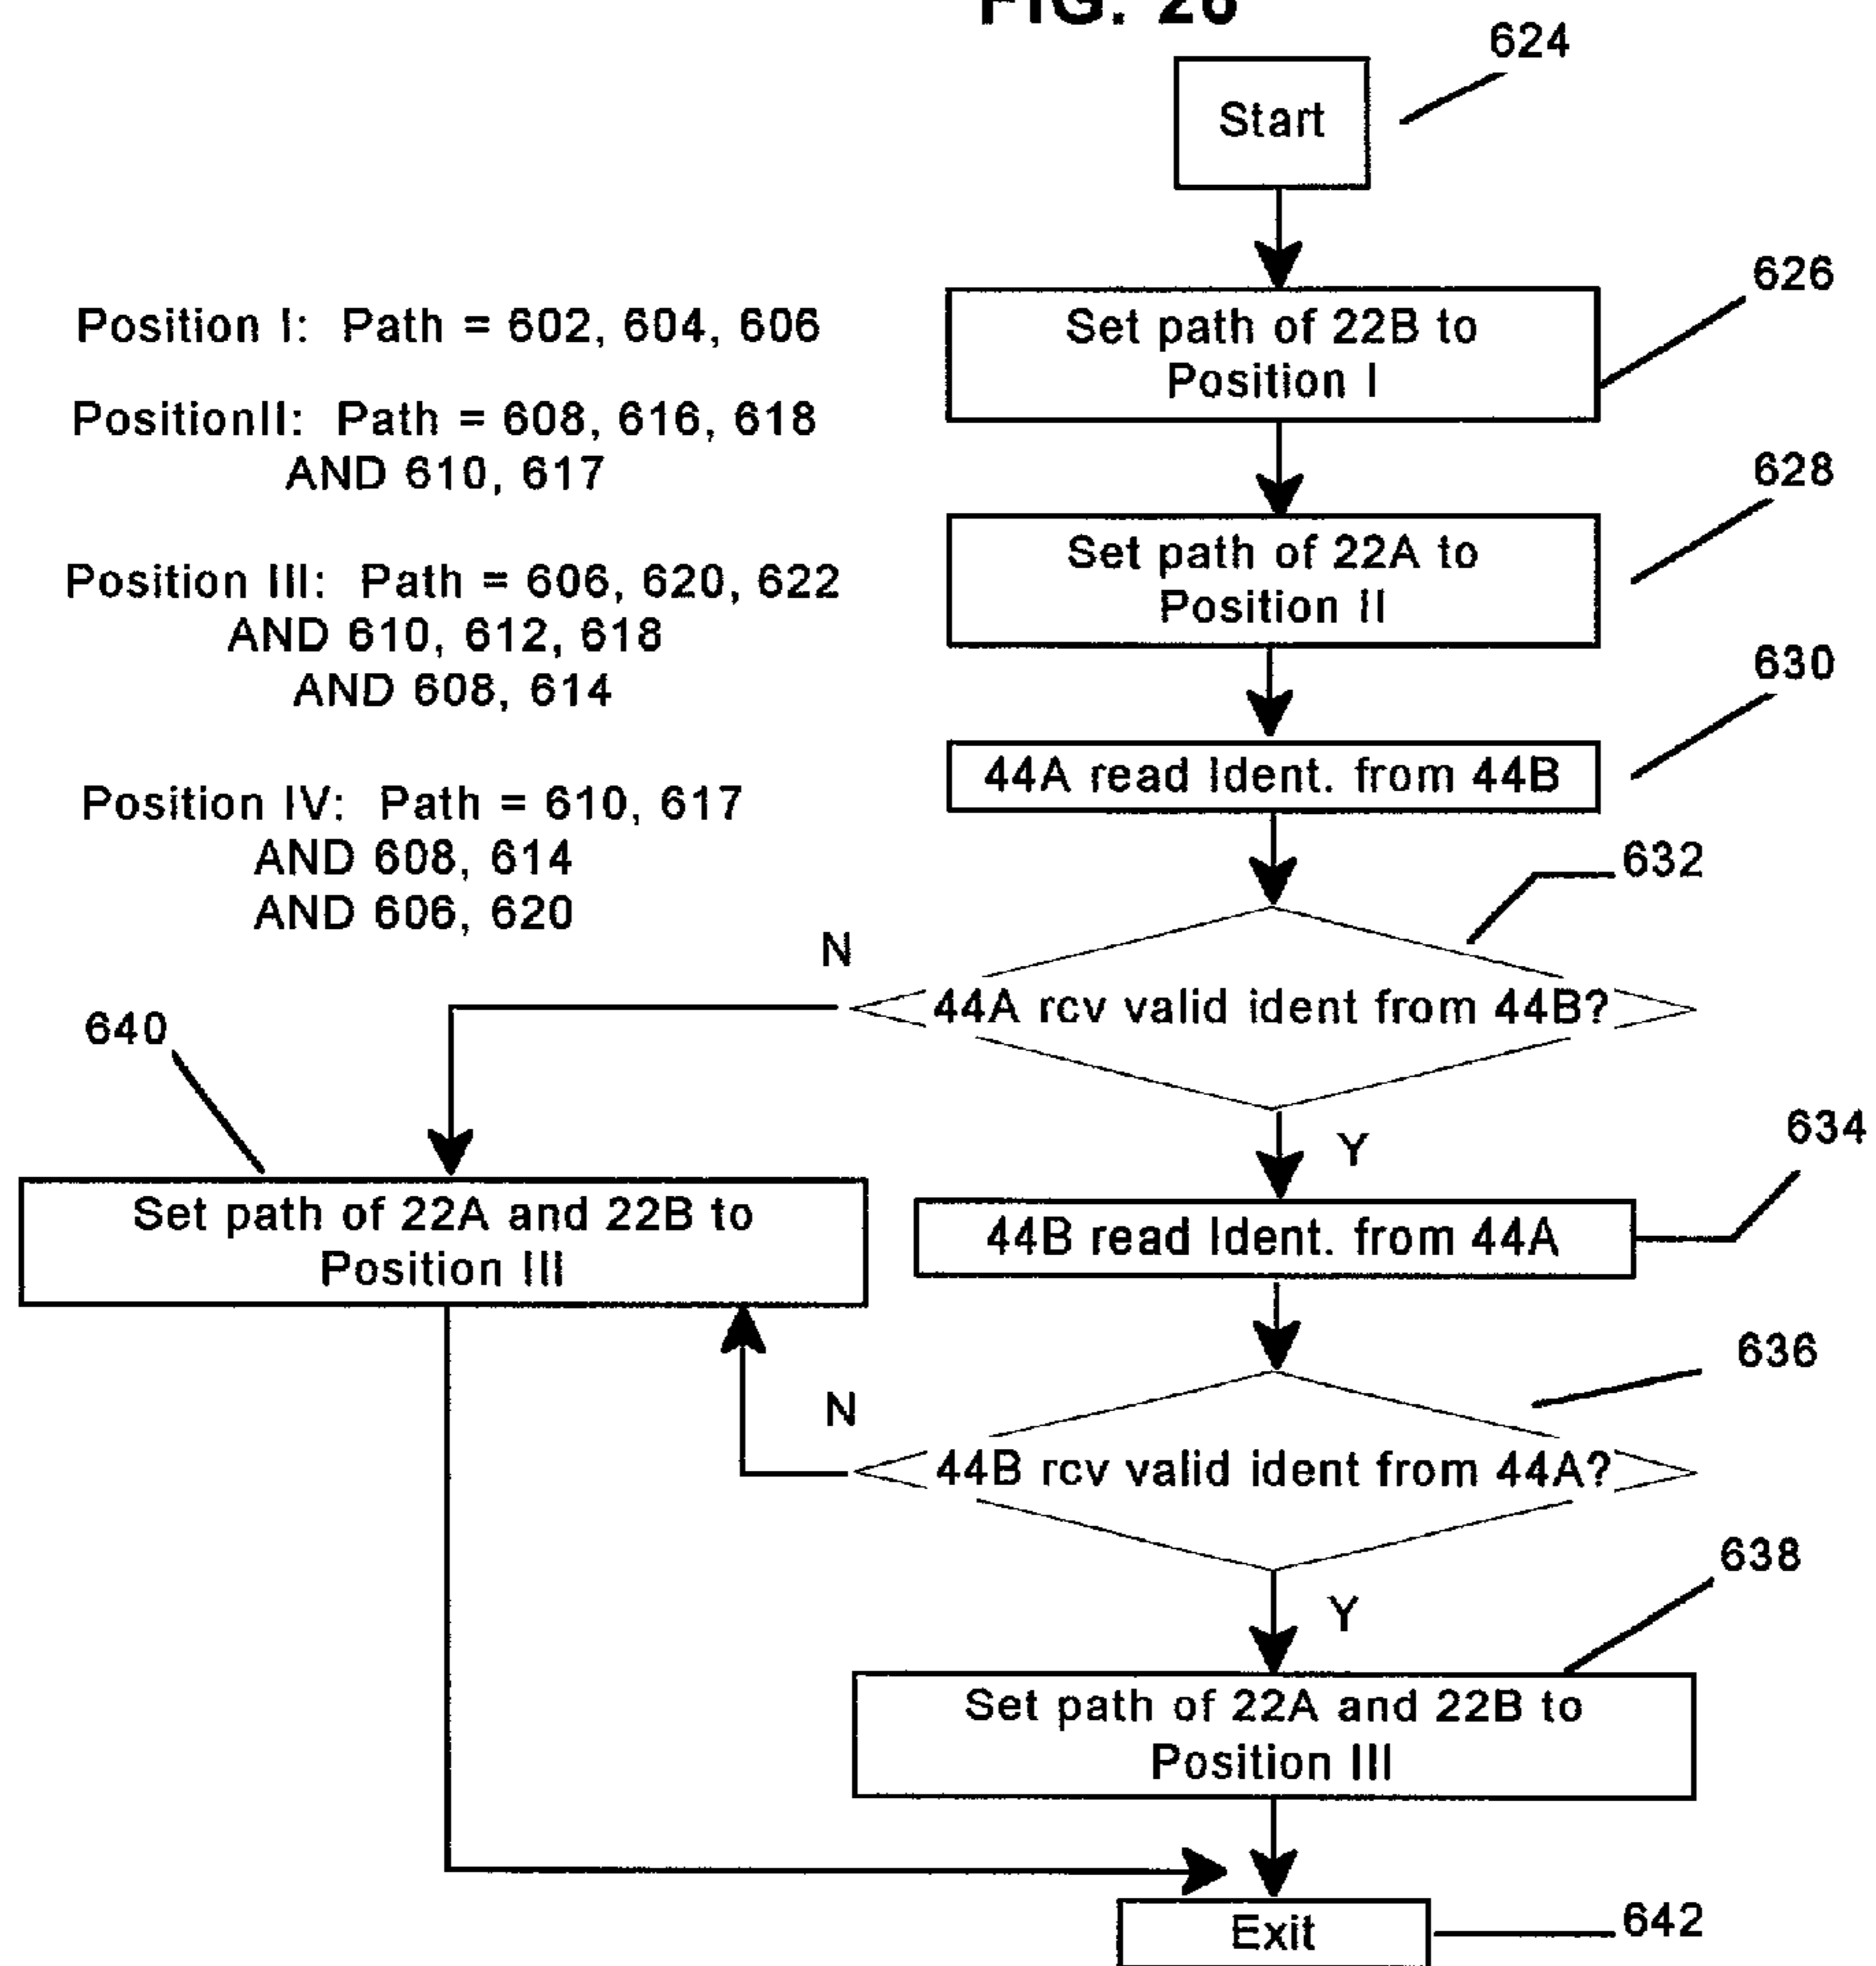 FIG. 28
624
Start
626
Set path of 22B to
Position I
Position I: Path = 602, 604, 606
PositionII: Path = 608, 616, 618
AND 610, 617
628
Set path of 22A to
Position II
Position III: Path = 606, 620, 622
AND 610, 612, 618
AND 608, 614
630
44A read Ident. from 44B
Position IV: Path = 610, 617
AND 608, 614
AND 606, 620
632
N
44A rcv valid ident from 44B?
640
Y
634
Set path of 22A and 22B to
Position III
44B read Ident. from 44A
636
N
44B rcv valid ident from 44A?
638
Y
Set path of 22A and 22B to
Position III
Exit
642